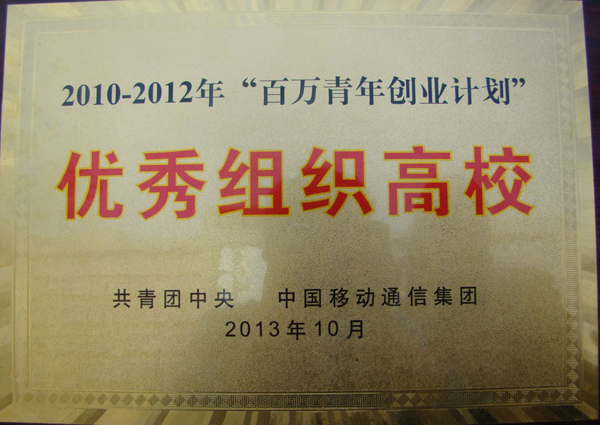 2010-2012年“百万青年创业计划”
优秀组织高校
共青团中央 中国移动通信集团
2013年10月